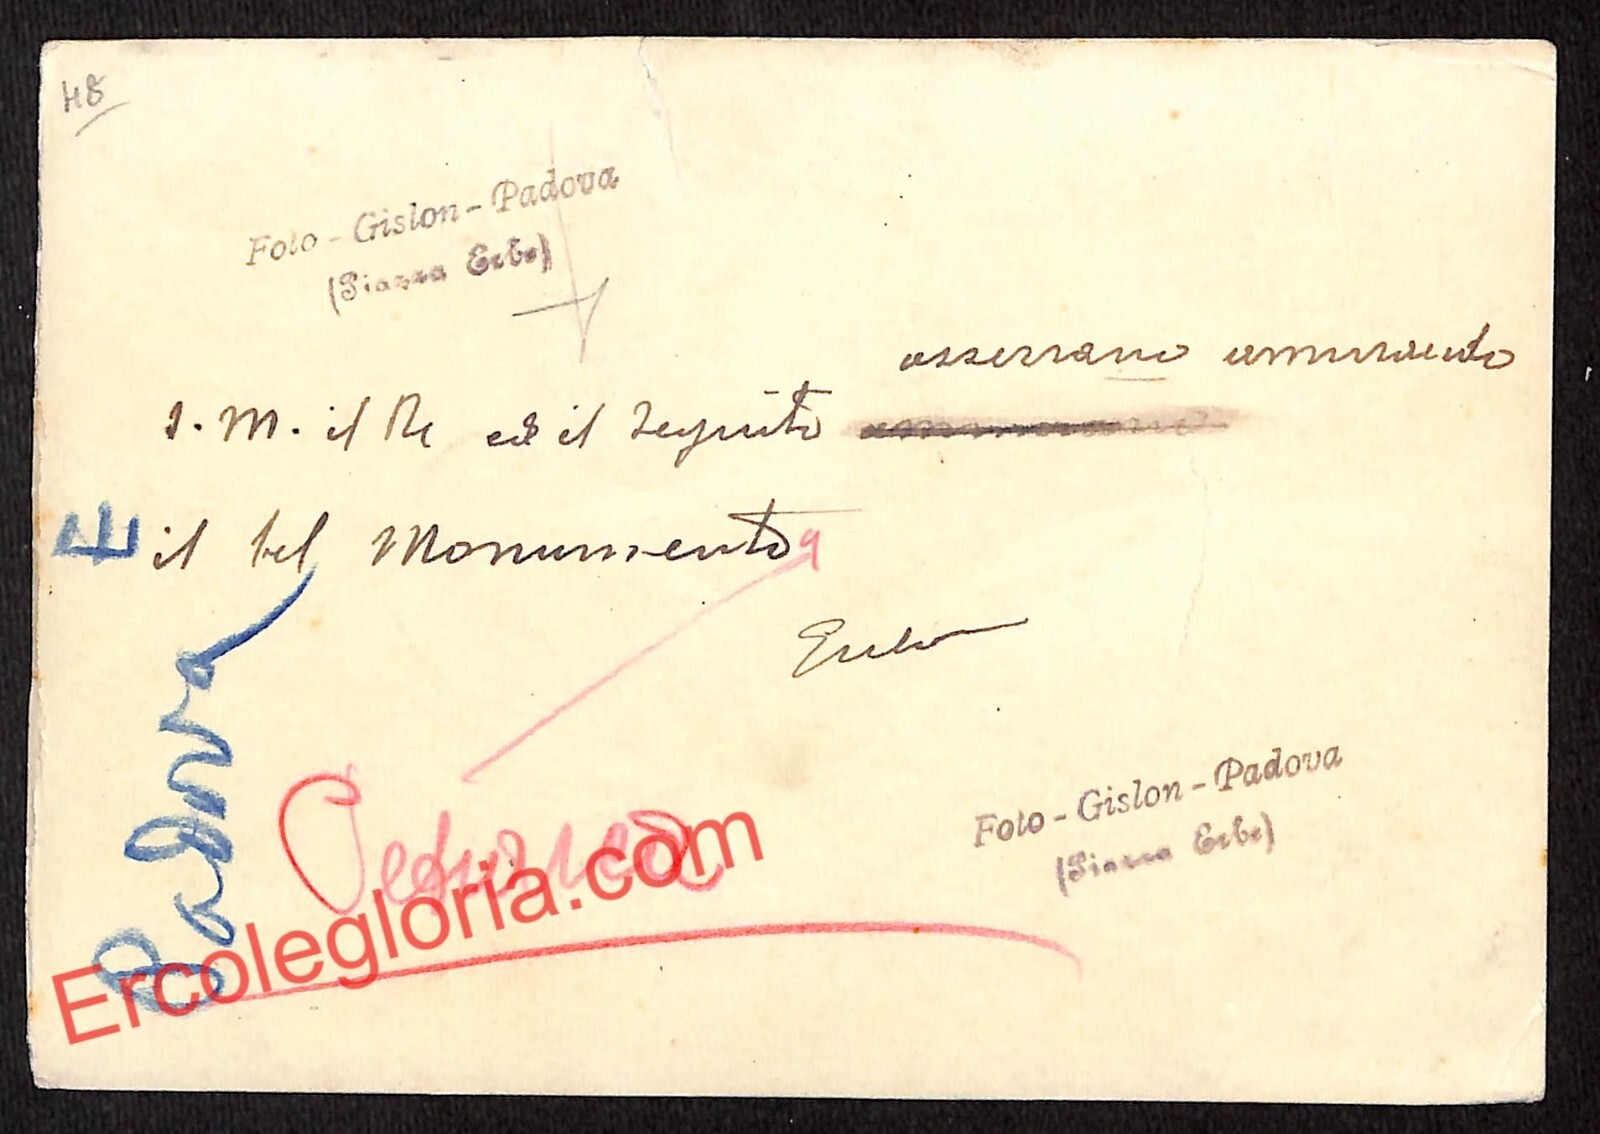 48
Foto - Gislon - Padova
(Piazza Erbe)
osservano ammirando
S. M. il Re ed il seguito
E
il bel Monumento
Padova
Foto - Gislon - Padova
(Piazza Erbe)
Ercolegloria.com